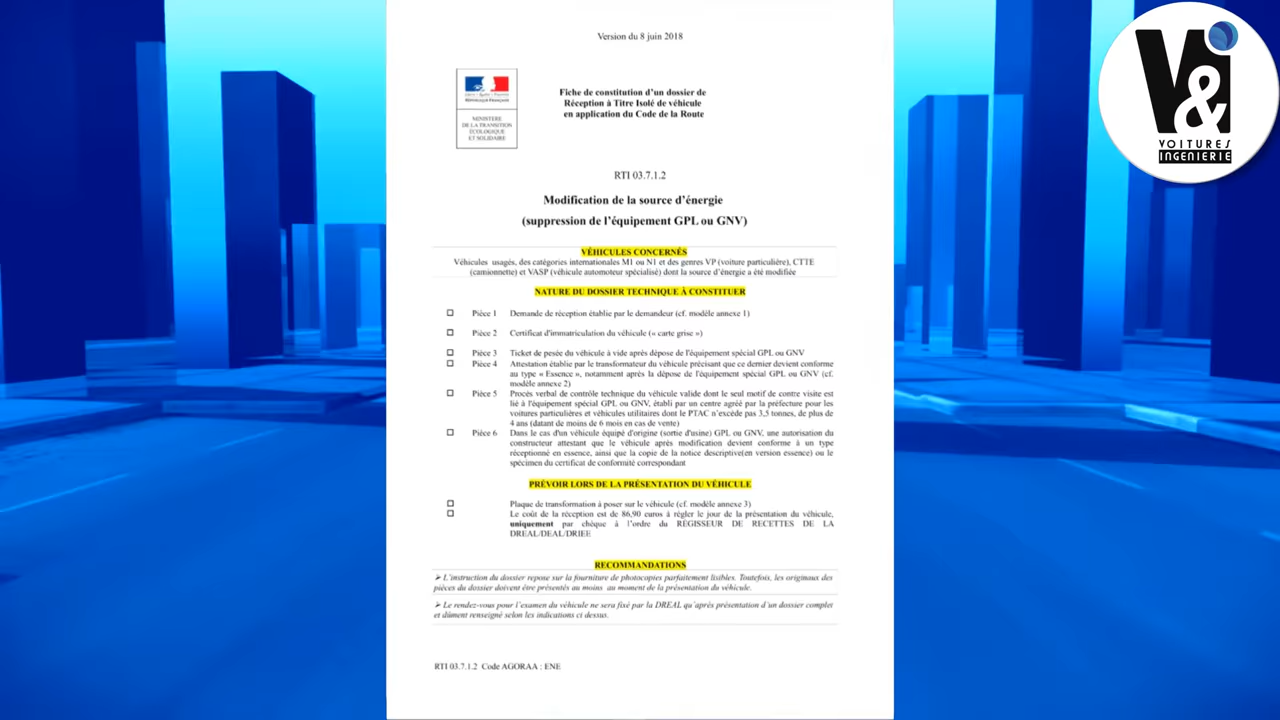 Version du 8 juin 2018
Liberté • Égalité • Fraternité
RÉPUBLIQUE FRANÇAISE
MINISTÈRE
DE LA TRANSITION
ÉCOLOGIQUE
ET SOLIDAIRE
Fiche de constitution d'un dossier de
Réception à Titre Isolé de véhicule
en application du Code de la Route
V&I
VOITURES
INGENIERIE
RTI 03.7.1.2
Modification de la source d'énergie
(suppression de l'équipement GPL ou GNV)
VÉHICULES CONCERNÉS
Véhicules usagés, des catégories internationales M1 ou N1 et des genres VP (voiture particulière), CTTE
(camionnette) et VASP (véhicule automoteur spécialisé) dont la source d'énergie a été modifiée
NATURE DU DOSSIER TECHNIQUE À CONSTITUER
☐ Pièce 1 Demande de réception établie par le demandeur (cf. modèle annexe 1)
☐ Pièce 2 Certificat d'immatriculation du véhicule (« carte grise »)
☐ Pièce 3 Ticket de pesée du véhicule à vide après dépose de l'équipement spécial GPL ou GNV
☐ Pièce 4 Attestation établie par le transformateur du véhicule précisant que ce dernier devient conforme
au type « Essence », notamment après la dépose de l'équipement spécial GPL ou GNV (cf.
modèle annexe 2)
☐ Pièce 5 Procès verbal de contrôle technique du véhicule valide dont le seul motif de contre visite est
lié à l'équipement spécial GPL ou GNV, établi par un centre agréé par la préfecture pour les
voitures particulières et véhicules utilitaires dont le PTAC n'excède pas 3,5 tonnes, de plus de
4 ans (datant de moins de 6 mois en cas de vente)
☐ Pièce 6 Dans le cas d'un véhicule équipé d'origine (sortie d'usine) GPL ou GNV, une autorisation du
constructeur attestant que le véhicule après modification devient conforme à un type
réceptionné en essence, ainsi que la copie de la notice descriptive(en version essence) ou le
spécimen du certificat de conformité correspondant
PRÉVOIR LORS DE LA PRÉSENTATION DU VÉHICULE
☐ Plaque de transformation à poser sur le véhicule (cf. modèle annexe 3)
☐ Le coût de la réception est de 86,90 euros à régler le jour de la présentation du véhicule,
uniquement par chèque à l'ordre du RÉGISSEUR DE RECETTES DE LA
DREAL/DEAL/DRIEE
RECOMMANDATIONS
➢ L'instruction du dossier repose sur la fourniture de photocopies parfaitement lisibles. Toutefois, les originaux des
pièces du dossier doivent être présentés au moins au moment de la présentation du véhicule.
➢ Le rendez-vous pour l'examen du véhicule ne sera fixé par la DREAL qu'après présentation d'un dossier complet
et dûment renseigné selon les indications ci dessus.
RTI 03.7.1.2 Code AGORAA : ENE